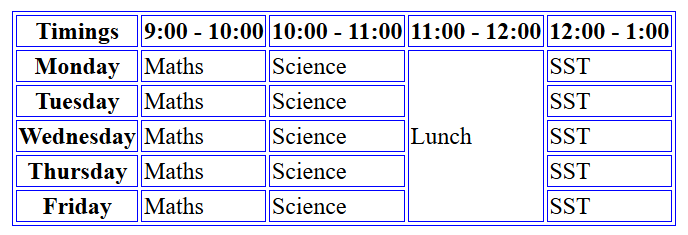 Timings 9:00 - 10:00 10:00 - 11:00 11:00 - 12:00 12:00 - 1:00
Monday Maths Science SST
Tuesday Maths Science SST
Wednesday Maths Science Lunch SST
Thursday Maths Science SST
Friday Maths Science SST